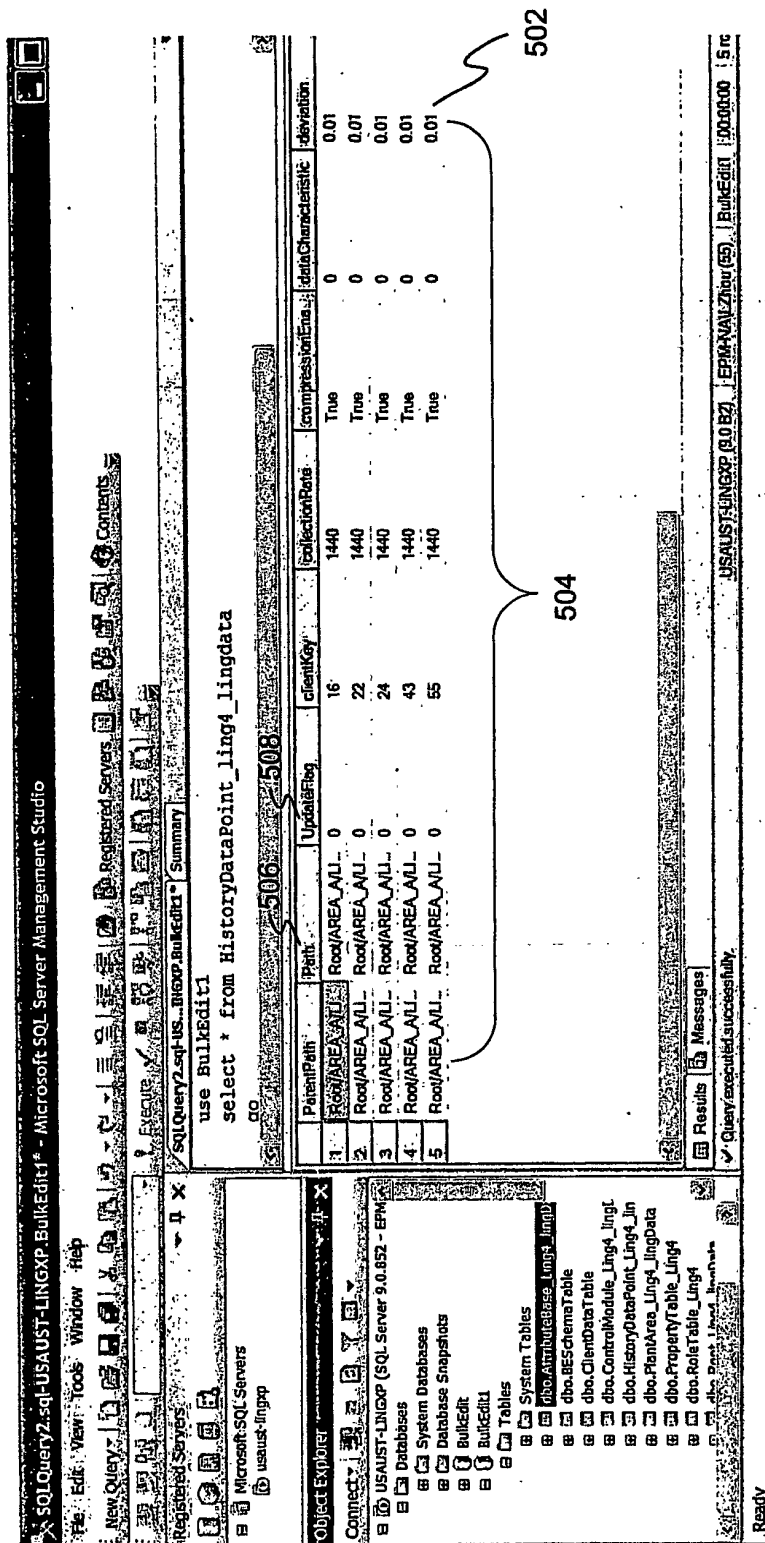 SQLQuery2.sql-USAUST-LINGXP.BulkEdit1* - Microsoft SQL Server Management Studio
File Edit View Tools Window Help
New Query
Registered Servers
Contents
Execute
Registered Servers
Microsoft SQL Servers
usaust-lingxp
Object Explorer
Connect
USAUST-LINGXP (SQL Server 9.0.852 - EPM
Databases
System Databases
Database Snapshots
BulkEdit
BulkEdit1
Tables
System Tables
dbo.AttributeBase_Ling4_lingD
dbo.BESchemaTable
dbo.ClientDataTable
dbo.ControlModule_Ling4_lingD
dbo.HistoryDataPoint_Ling4_lin
dbo.PlantArea_Ling4_lingData
dbo.PropertyTable_Ling4
dbo.RoleTable_Ling4
dbo.Root_Ling4_lingData
SQLQuery2.sql-US...INGXP.BulkEdit1* Summary
use BulkEdit1
select * from HistoryDataPoint_ling4_lingdata
GO
506 508
ParentPath Path UpdateFlag clientKey collectionRate compressionEna... dataCharacteristic deviation
1 Root/AREA_A/LI... Root/AREA_A/LI... 0 16 1440 True 0 0.01
2 Root/AREA_A/LI... Root/AREA_A/LI... 0 22 1440 True 0 0.01
3 Root/AREA_A/LI... Root/AREA_A/LI... 0 24 1440 True 0 0.01
4 Root/AREA_A/LI... Root/AREA_A/LI... 0 43 1440 True 0 0.01
5 Root/AREA_A/LI... Root/AREA_A/LI... 0 55 1440 True 0 0.01
502
504
Results Messages
Query executed successfully. USAUST-LINGXP (9.0 B2) EPM-NA\LZhou (55) BulkEdit1 00:00:00 5 ro
Ready